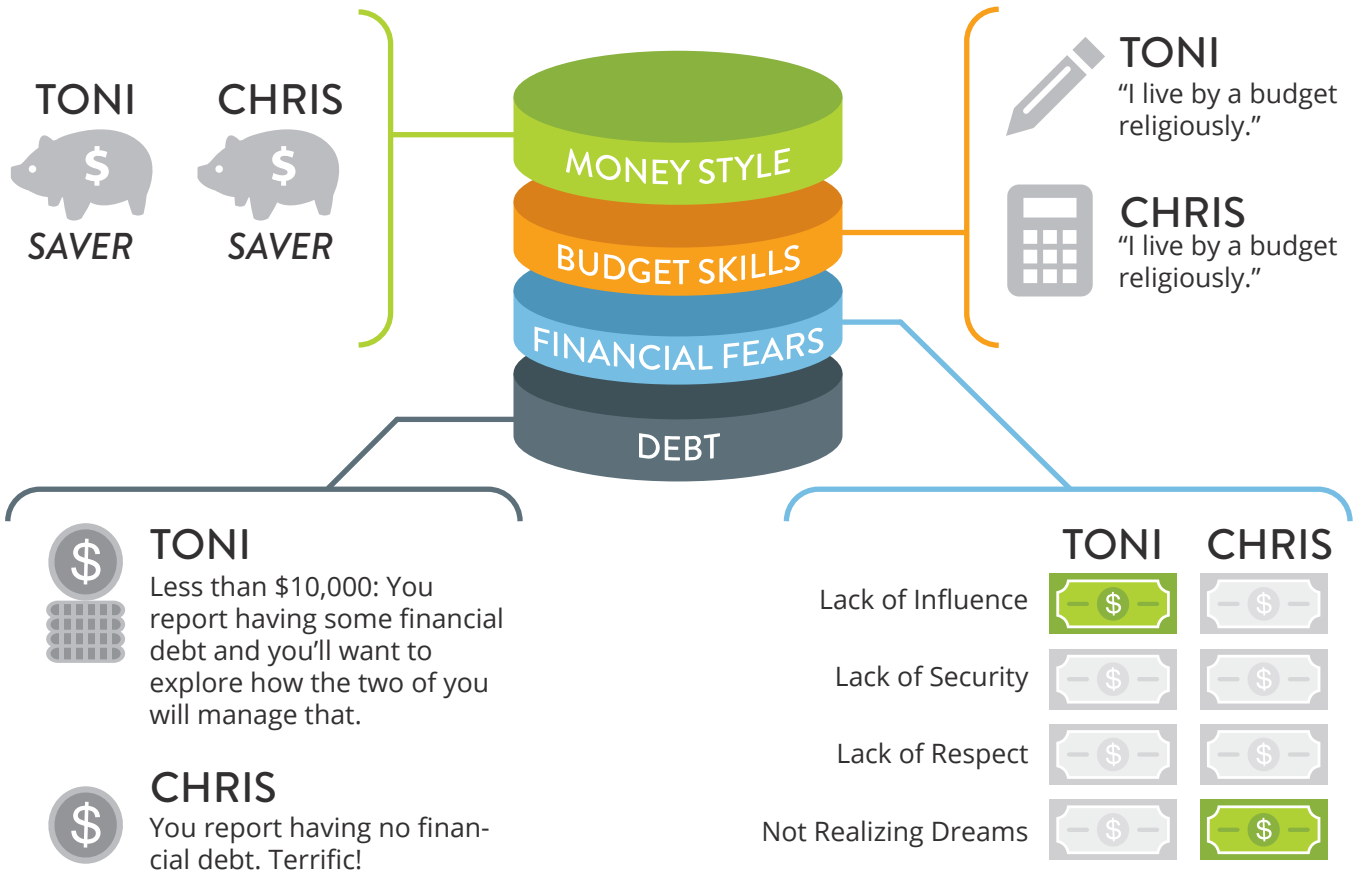 TONI
CHRIS
$
$
SAVER
SAVER
MONEY STYLE
BUDGET SKILLS
FINANCIAL FEARS
DEBT
TONI
“I live by a budget
religiously.”
CHRIS
“I live by a budget
religiously.”
$
TONI
Less than $10,000: You
report having some financial
debt and you’ll want to
explore how the two of you
will manage that.
$
CHRIS
You report having no finan-
cial debt. Terrific!
TONI CHRIS
Lack of Influence $ $
Lack of Security $ $
Lack of Respect $ $
Not Realizing Dreams $ $